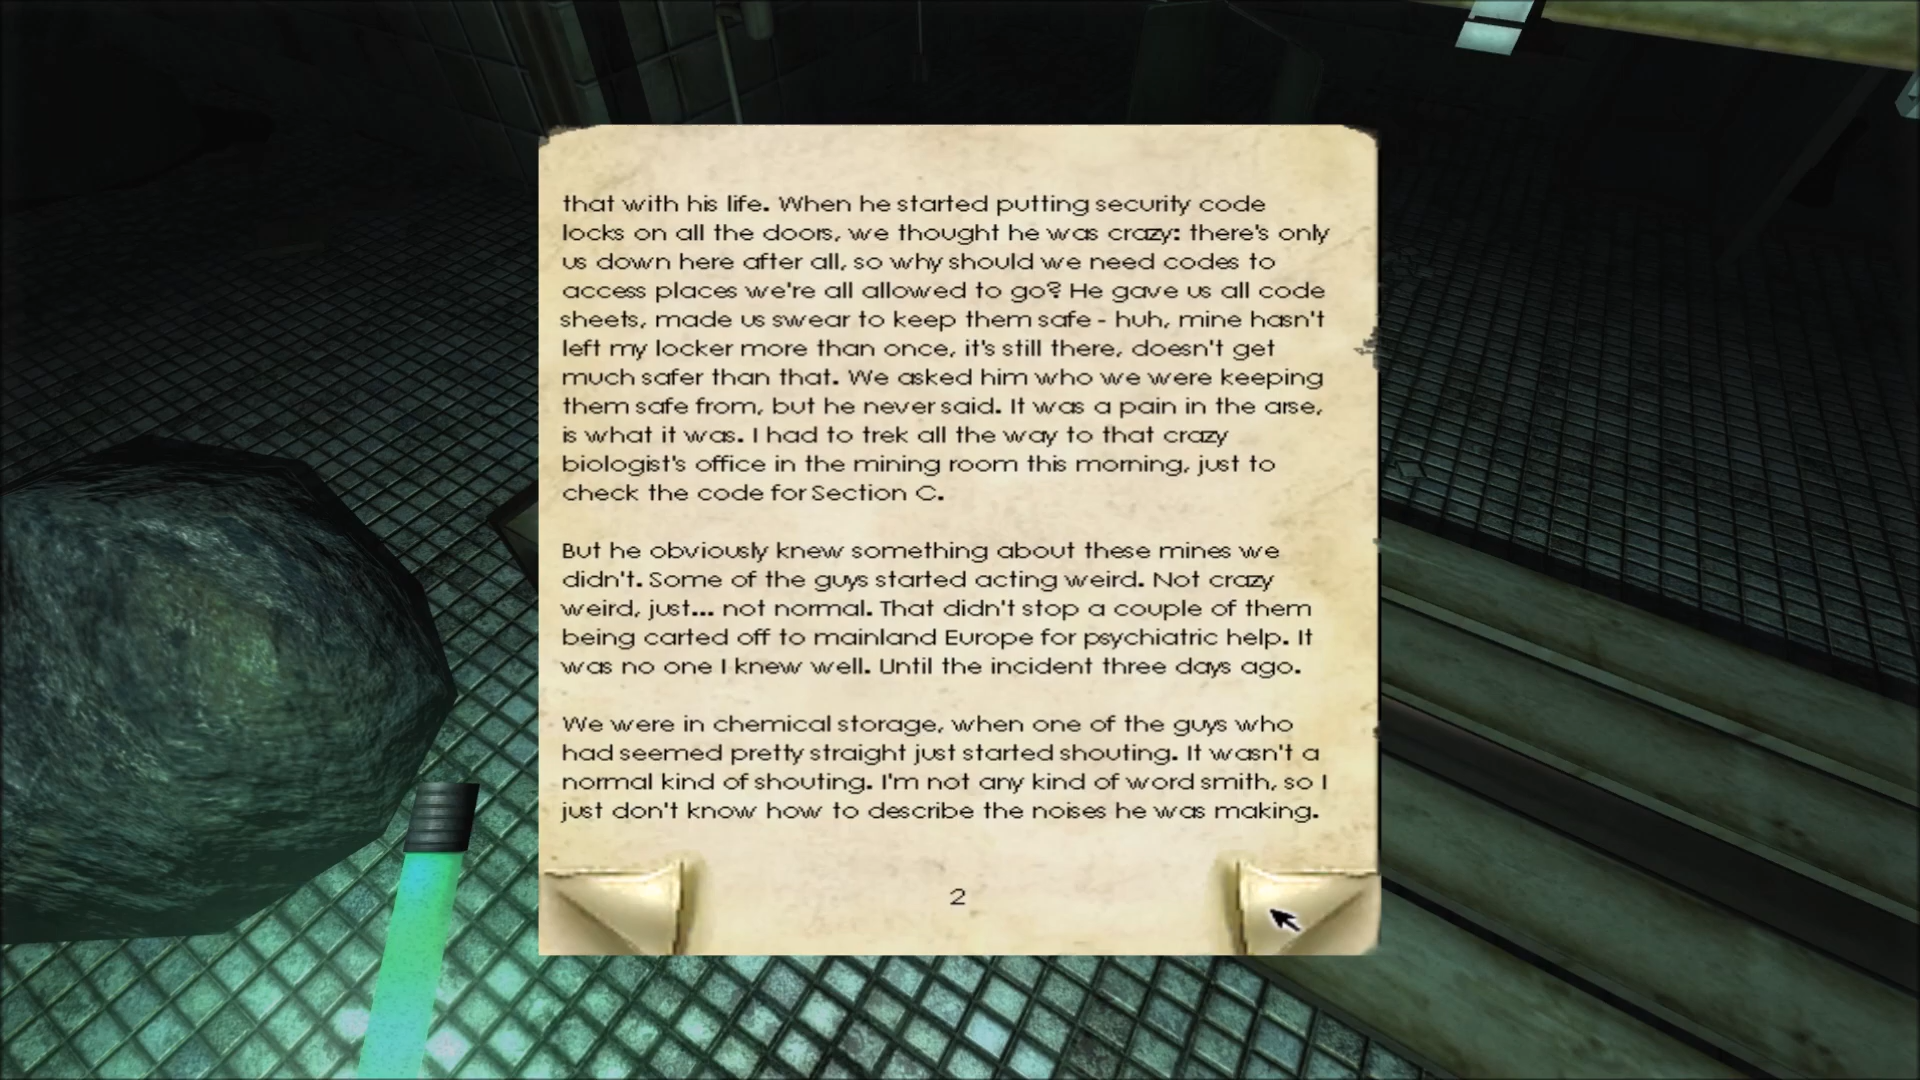 that with his life. When he started putting security code
locks on all the doors, we thought he was crazy: there's only
us down here after all, so why should we need codes to
access places we're all allowed to go? He gave us all code
sheets, made us swear to keep them safe - huh, mine hasn't
left my locker more than once, it's still there, doesn't get
much safer than that. We asked him who we were keeping
them safe from, but he never said. It was a pain in the arse,
is what it was. I had to trek all the way to that crazy
biologist's office in the mining room this morning, just to
check the code for Section C.
But he obviously knew something about these mines we
didn't. Some of the guys started acting weird. Not crazy
weird, just... not normal. That didn't stop a couple of them
being carted off to mainland Europe for psychiatric help. It
was no one I knew well. Until the incident three days ago.
We were in chemical storage, when one of the guys who
had seemed pretty straight just started shouting. It wasn't a
normal kind of shouting. I'm not any kind of word smith, so I
just don't know how to describe the noises he was making.
2